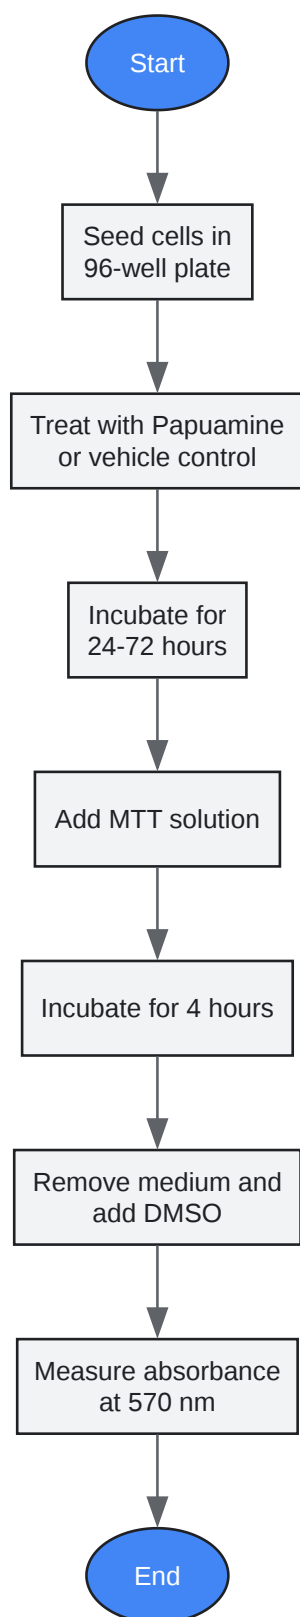 Start
Seed cells in
96-well plate
Treat with Papuamine
or vehicle control
Incubate for
24-72 hours
Add MTT solution
Incubate for 4 hours
Remove medium and
add DMSO
Measure absorbance
at 570 nm
End